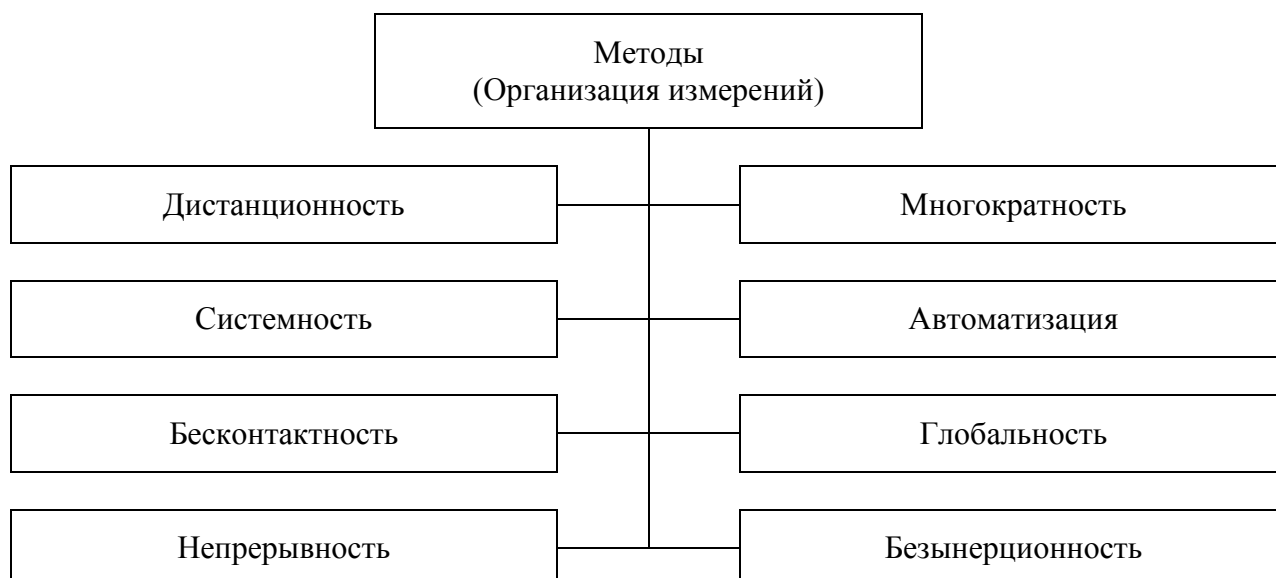 Методы
(Организация измерений)
Дистанционность
Многократность
Системность
Автоматизация
Бесконтактность
Глобальность
Непрерывность
Безынерционность